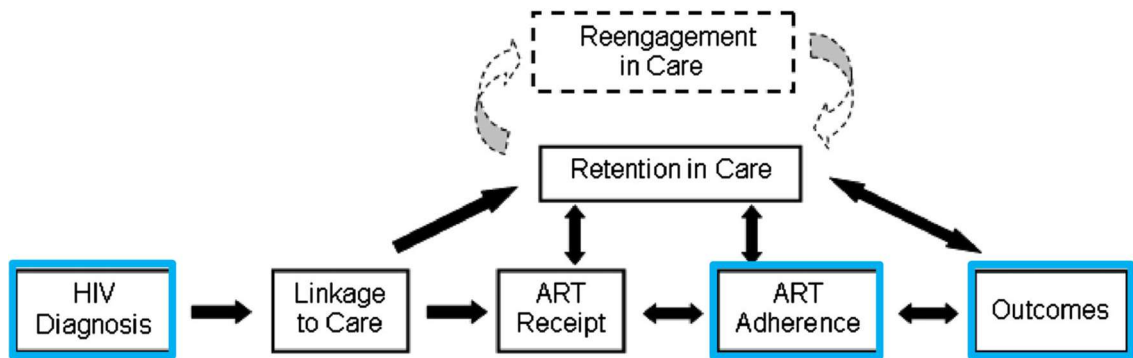 Reengagement
in Care
Retention in Care
HIV
Diagnosis
Linkage
to Care
ART
Receipt
ART
Adherence
Outcomes